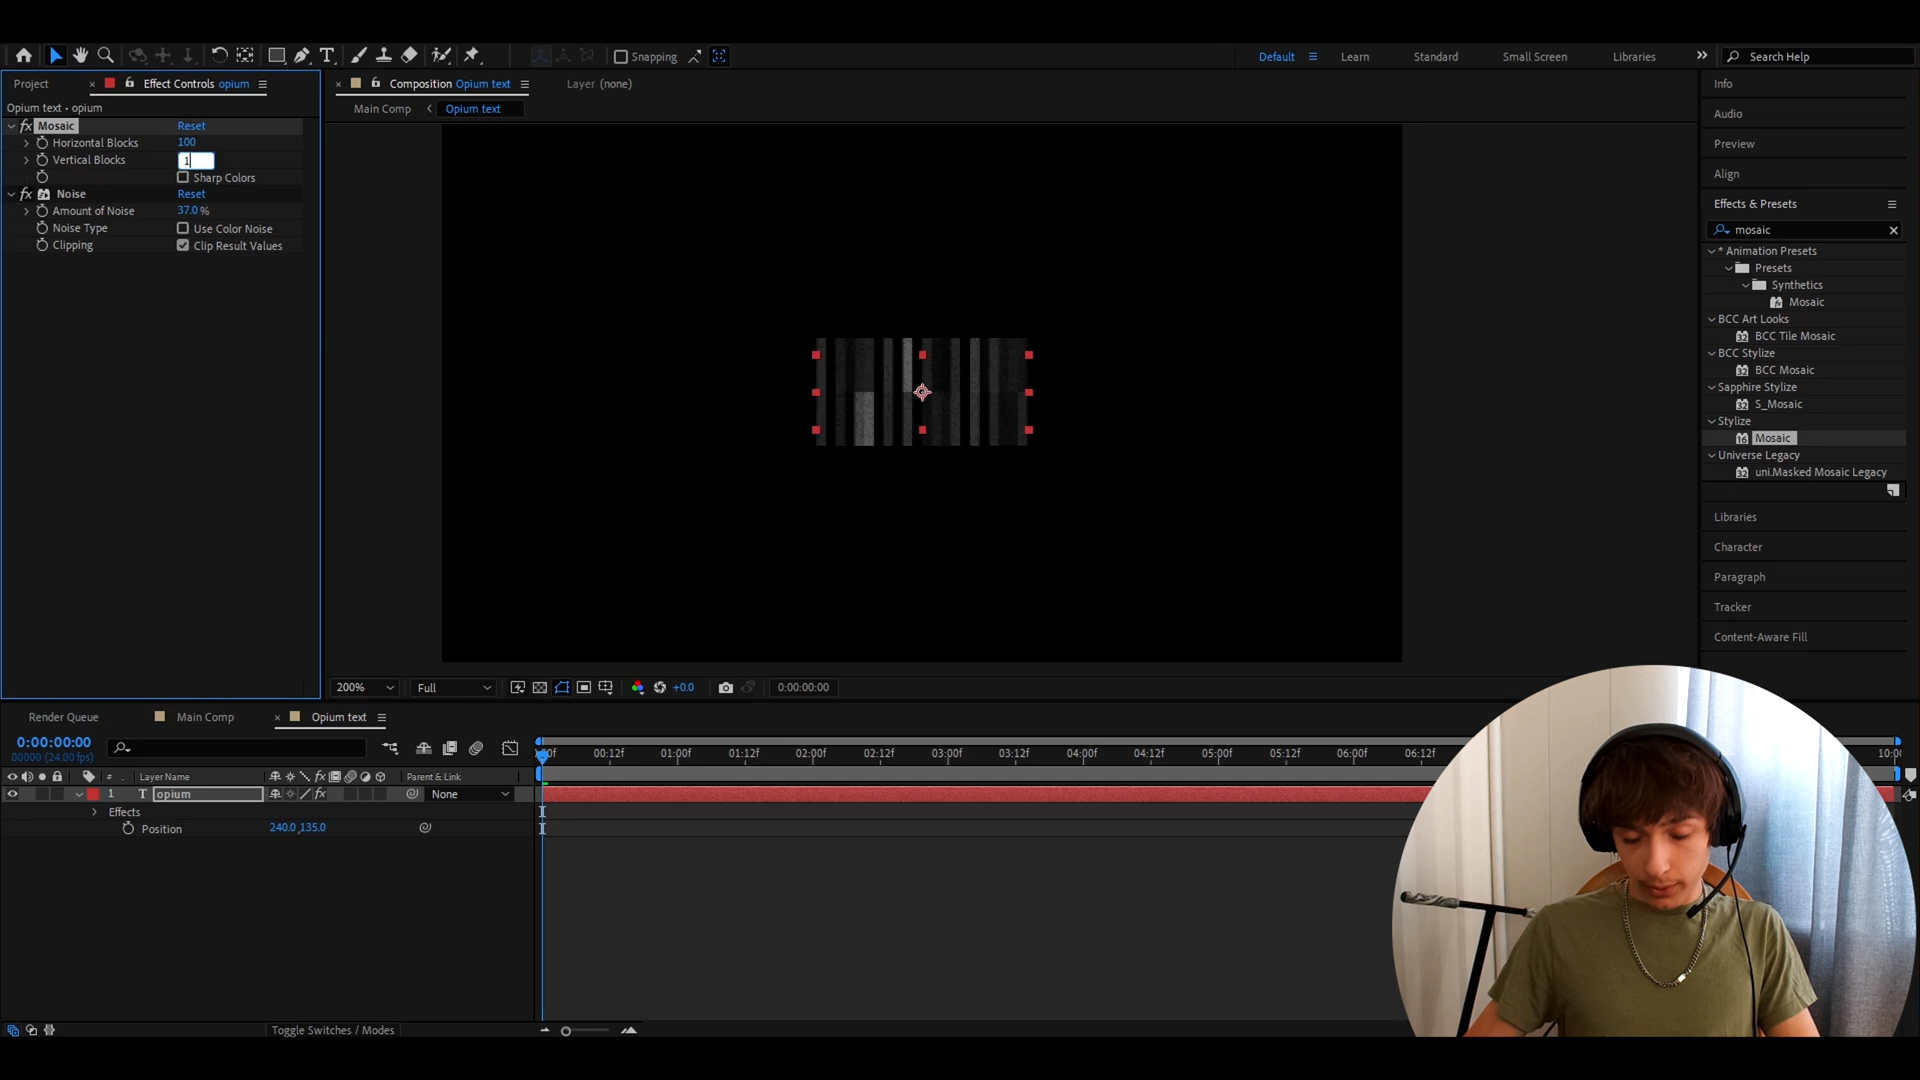 Snapping
Default
Learn
Standard
Small Screen
Libraries
Search Help
Project
Effect Controls opium
Composition Opium text
Layer (none)
Info
Opium text • opium
Main Comp
Opium text
Audio
fx Mosaic Reset
Horizontal Blocks 100
Vertical Blocks 1
Sharp Colors
fx Noise Reset
Amount of Noise 37.0 %
Noise Type Use Color Noise
Clipping Clip Result Values
Preview
Align
Effects & Presets
mosaic
* Animation Presets
Presets
Synthetics
Mosaic
BCC Art Looks
BCC Tile Mosaic
BCC Stylize
BCC Mosaic
Sapphire Stylize
S_Mosaic
Stylize
Mosaic
Universe Legacy
uni.Masked Mosaic Legacy
Libraries
Character
Paragraph
Tracker
Content-Aware Fill
200% Full +0.0 0:00:00:00
Render Queue
Main Comp
Opium text
0:00:00:00
00000 (24.00 fps)
00:12f 01:00f 01:12f 02:00f 02:12f 03:00f 03:12f 04:00f 04:12f 05:00f 05:12f 06:00f 06:12f
# Layer Name fx Parent & Link
1 T opium fx None
Effects
Position 240.0,135.0
Toggle Switches / Modes